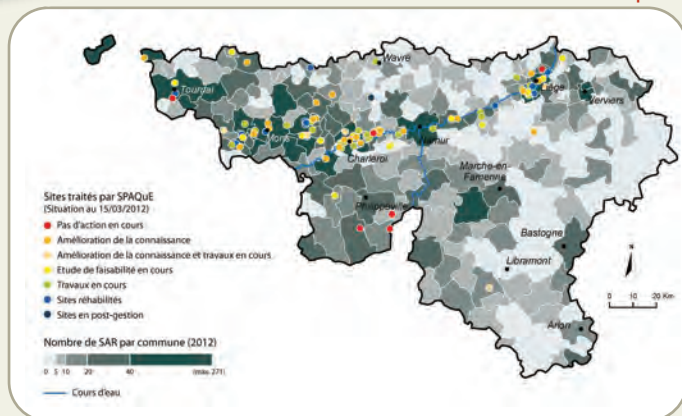 Wavre
Tournai
Liège
Verviers
Mons
Namur
Charleroi
Marche-en-
Famenne
Philippeville
Bastogne
Libramont
Arlon
N
0 10 20 Km
Sites traités par SPAQuE
(Situation au 15/03/2012)
Pas d'action en cours
Amélioration de la connaissance
Amélioration de la connaissance et travaux en cours
Etude de faisabilité en cours
Travaux en cours
Sites réhabilités
Sites en post-gestion
Nombre de SAR par commune (2012)
0 5 10 20 40 (max. 271)
Cours d'eau